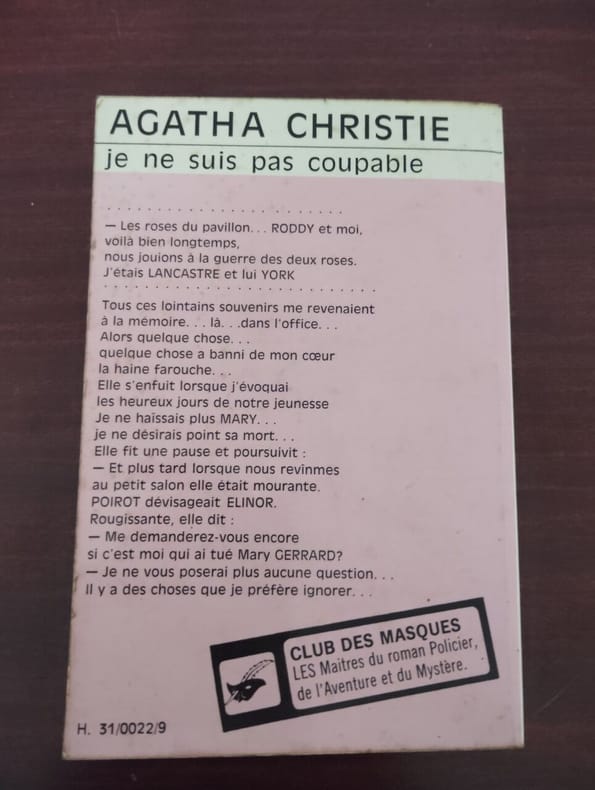 AGATHA CHRISTIE
je ne suis pas coupable
. . . . . . . . . . . . . . . . . . . . . . .
— Les roses du pavillon. . . RODDY et moi,
voilà bien longtemps,
nous jouions à la guerre des deux roses.
J'étais LANCASTRE et lui YORK
. . . . . . . . . . . . . . . . . . . . . . . . . . .
Tous ces lointains souvenirs me revenaient
à la mémoire. . . là. . .dans l'office. . .
Alors quelque chose. . .
quelque chose a banni de mon cœur
la haine farouche. . .
Elle s'enfuit lorsque j'évoquai
les heureux jours de notre jeunesse
Je ne haïssais plus MARY. . .
je ne désirais point sa mort. . .
Elle fit une pause et poursuivit :
— Et plus tard lorsque nous revinmes
au petit salon elle était mourante.
POIROT dévisageait ELINOR.
Rougissante, elle dit :
— Me demanderez-vous encore
si c'est moi qui ai tué Mary GERRARD?
— Je ne vous poserai plus aucune question. . .
Il y a des choses que je préfère ignorer. . .
CLUB DES MASQUES
LES Maitres du roman Policier,
de l'Aventure et du Mystère.
H. 31/0022/9